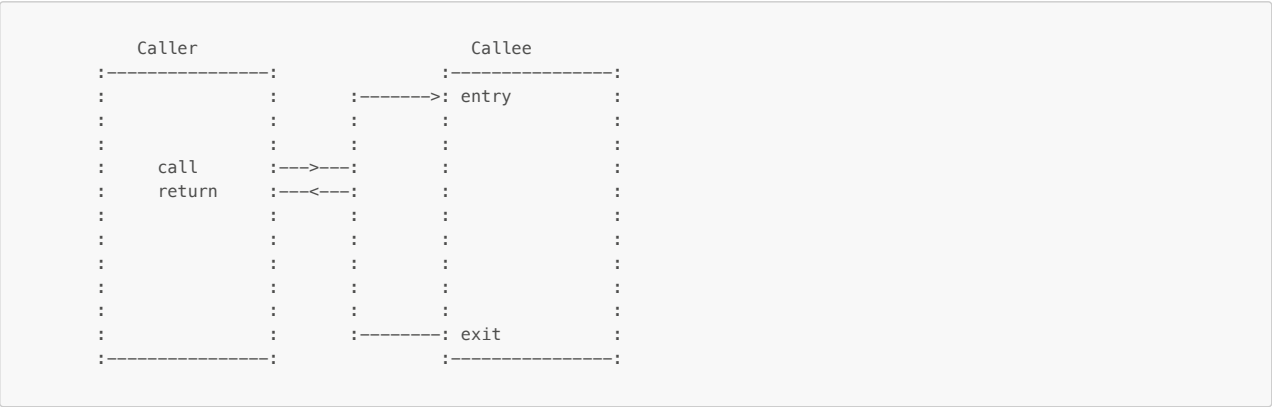 Caller                           Callee
:----------------:                 :----------------:
:                :       :------->: entry          :
:                :       :        :                :
:                :       :        :                :
:     call       :--->---:        :                :
:     return     :---<---:        :                :
:                :       :        :                :
:                :       :        :                :
:                :       :        :                :
:                :       :        :                :
:                :       :        :                :
:                :       :--------: exit           :
:----------------:                 :----------------: